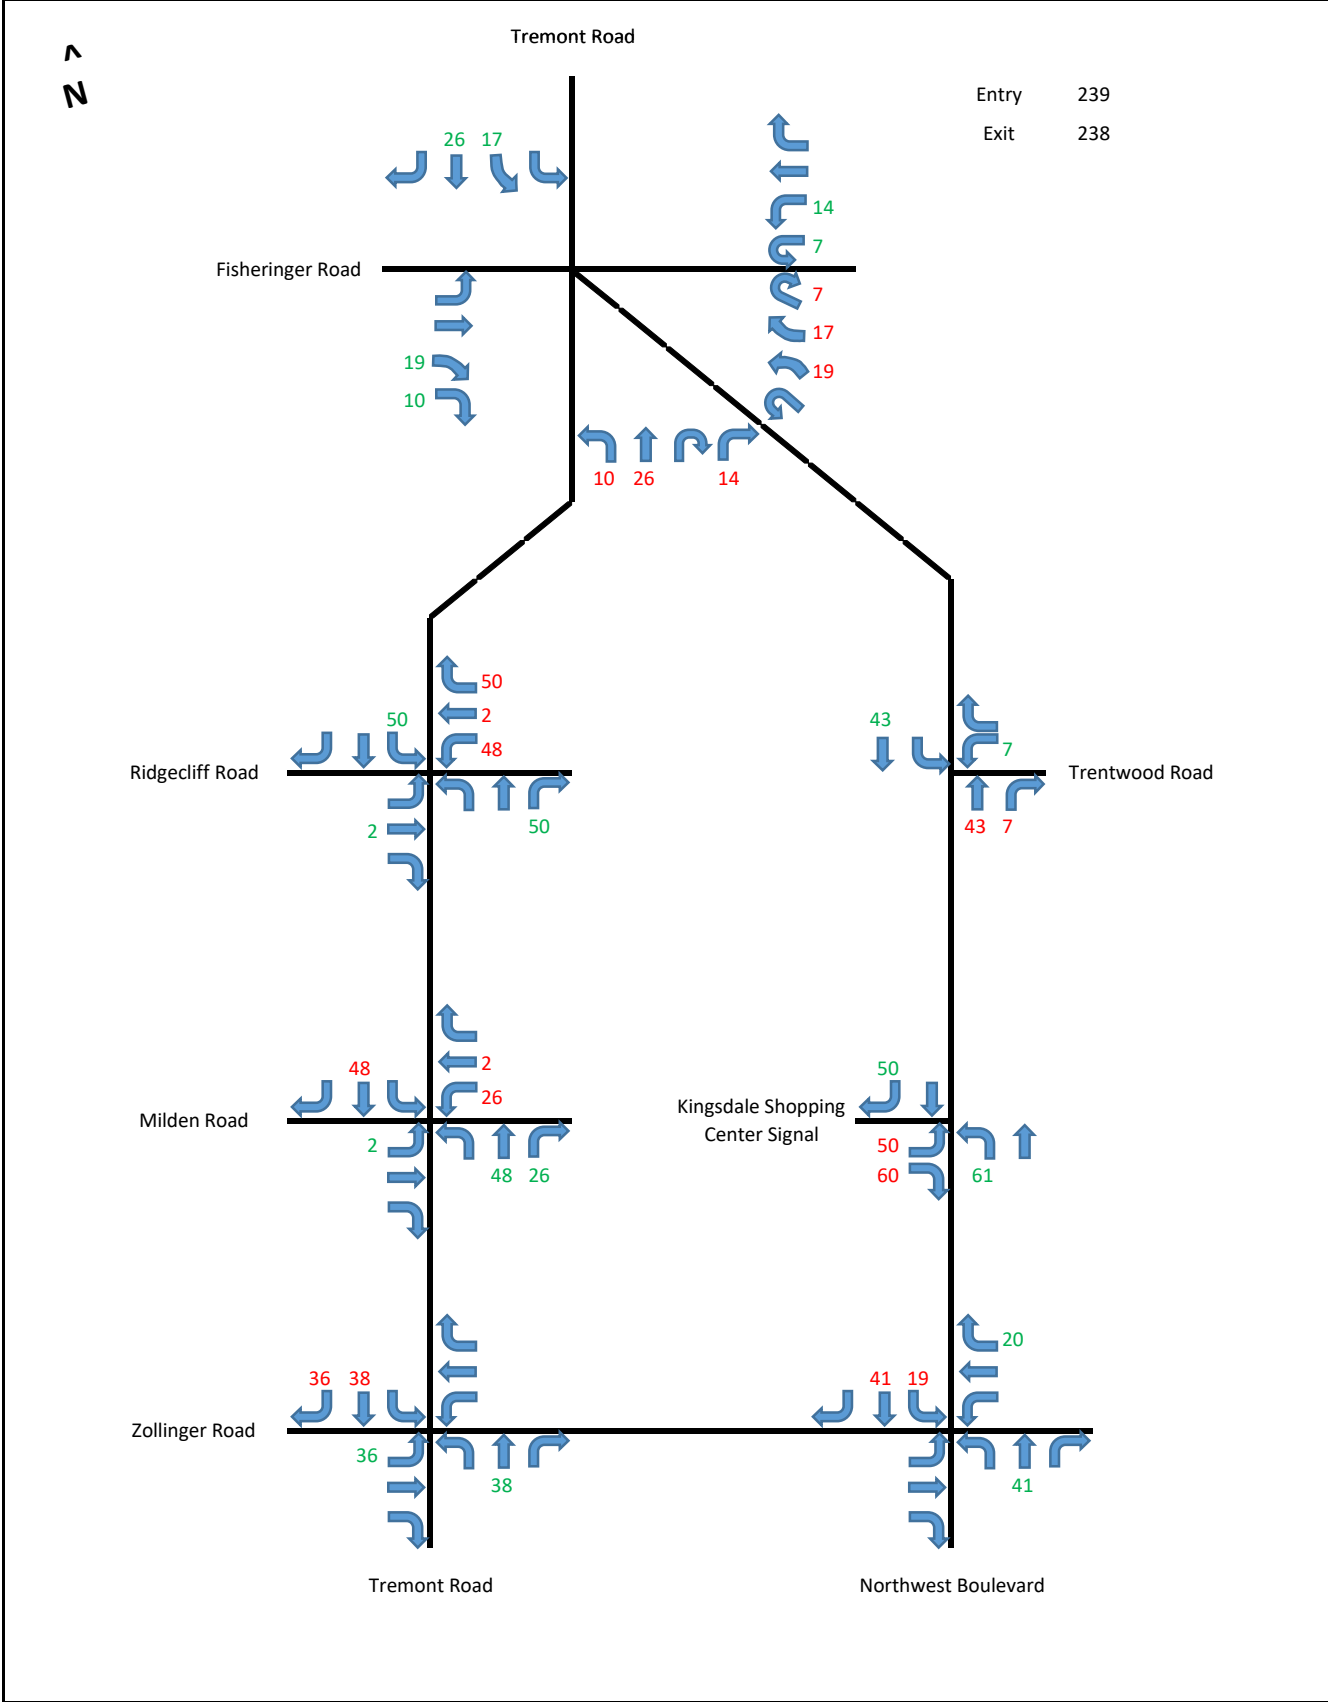 Tremont Road
^
N
Entry 239
Exit 238
26 17
14
7
Fisheringer Road
7
17
19
19
10
10 26 14
50
2
50
48
43
7
Ridgecliff Road
Trentwood Road
2
50
43 7
48
2
26
50
Milden Road
Kingsdale Shopping
Center Signal
2
48 26
50
60
61
20
36 38
41 19
Zollinger Road
36
38
41
Tremont Road
Northwest Boulevard